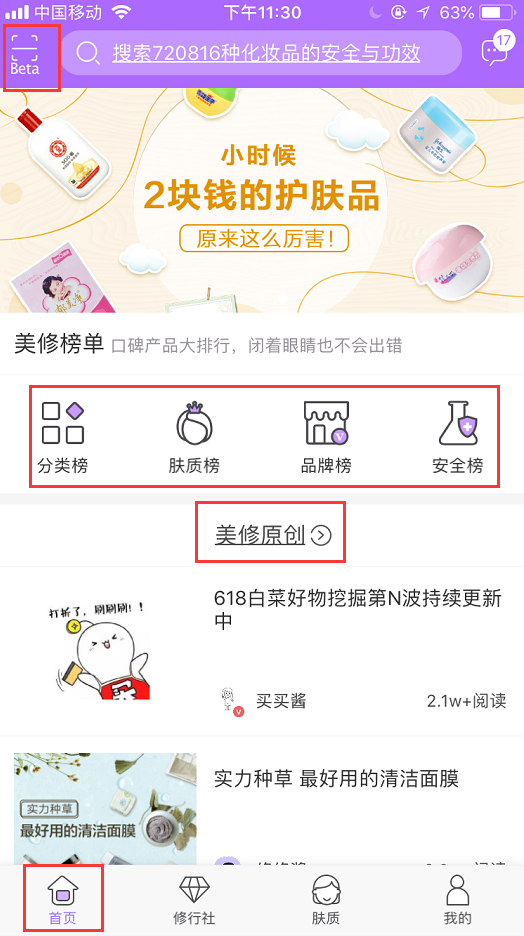 中国移动
下午11:30
63%
Beta
搜索720816种化妆品的安全与功效
17
小时候
2块钱的护肤品
原来这么厉害！
美修榜单 口碑产品大排行，闭着眼睛也不会出错
分类榜
肤质榜
品牌榜
安全榜
美修原创
618白菜好物挖掘第N波持续更新中
打折了，刷刷刷！！
买买酱
2.1w+阅读
实力种草 最好用的清洁面膜
实力种草
最好用的清洁面膜
首页
修行社
肤质
我的